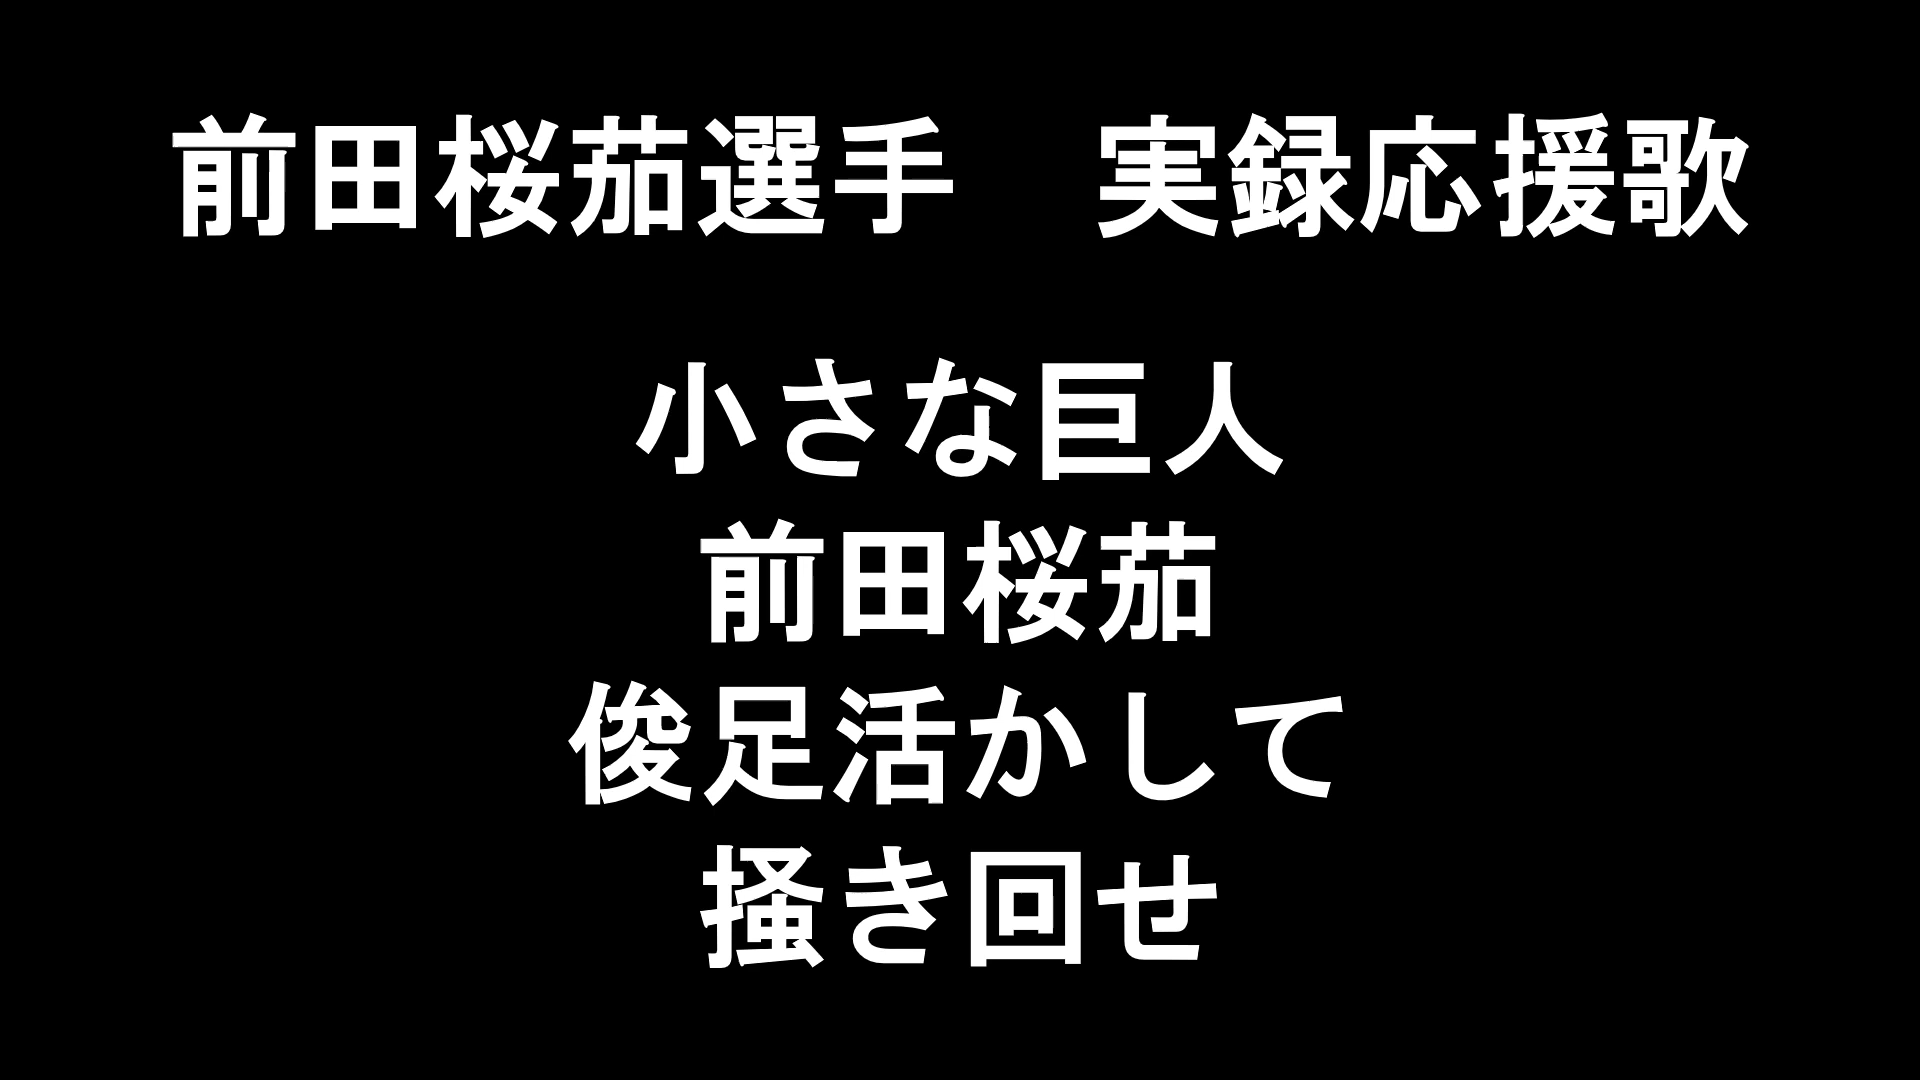 前田桜茄選手　実録応援歌
小さな巨人
前田桜茄
俊足活かして
掻き回せ